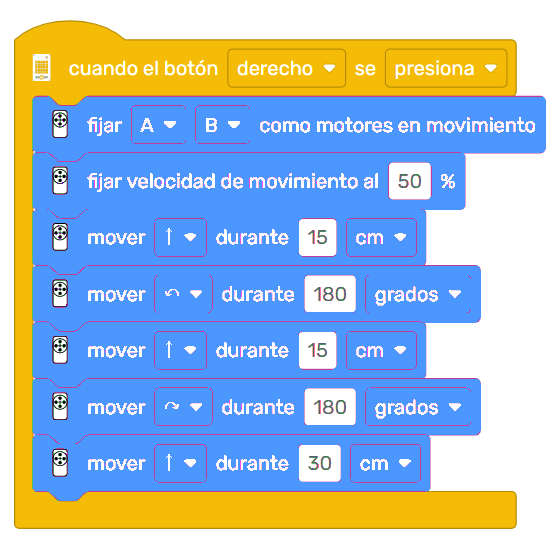 cuando el botón derecho se presiona
fijar A B como motores en movimiento
fijar velocidad de movimiento al 50 %
mover ↑ durante 15 cm
mover ↶ durante 180 grados
mover ↑ durante 15 cm
mover ↷ durante 180 grados
mover ↑ durante 30 cm